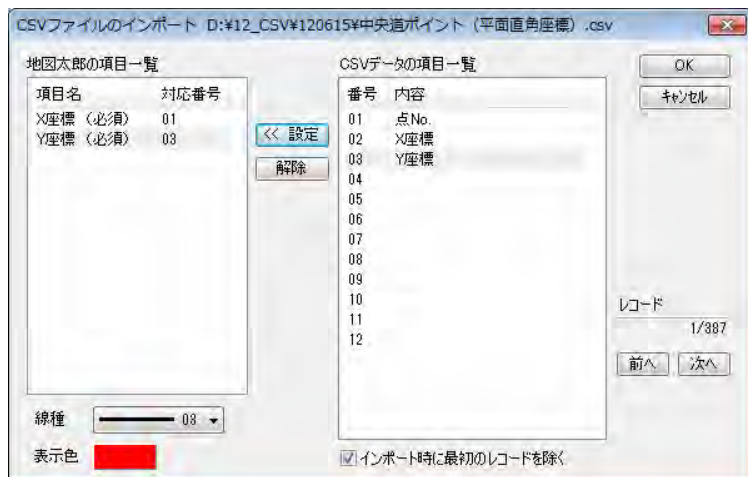 CSVファイルのインポート D:¥12_CSV¥120615¥中央道ポイント（平面直角座標）.csv
地図太郎の項目一覧
項目名 対応番号
X座標（必須） 01
Y座標（必須） 03
<< 設定
解除
CSVデータの項目一覧
番号 内容
01 点No.
02 X座標
03 Y座標
04
05
06
07
08
09
10
11
12
OK
キャンセル
レコード
1/387
前へ 次へ
線種 03
表示色
インポート時に最初のレコードを除く